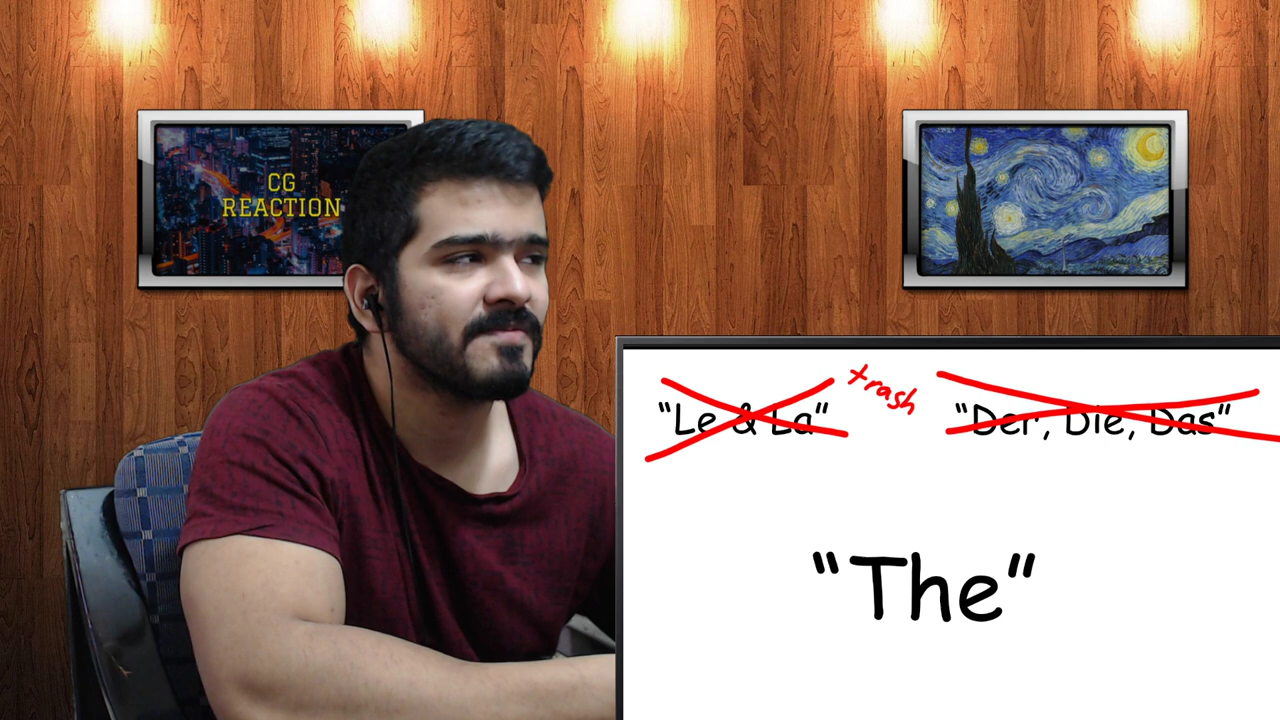 CG
REACTION
"Le & La"
trash
"Der, Die, Das"
"The"